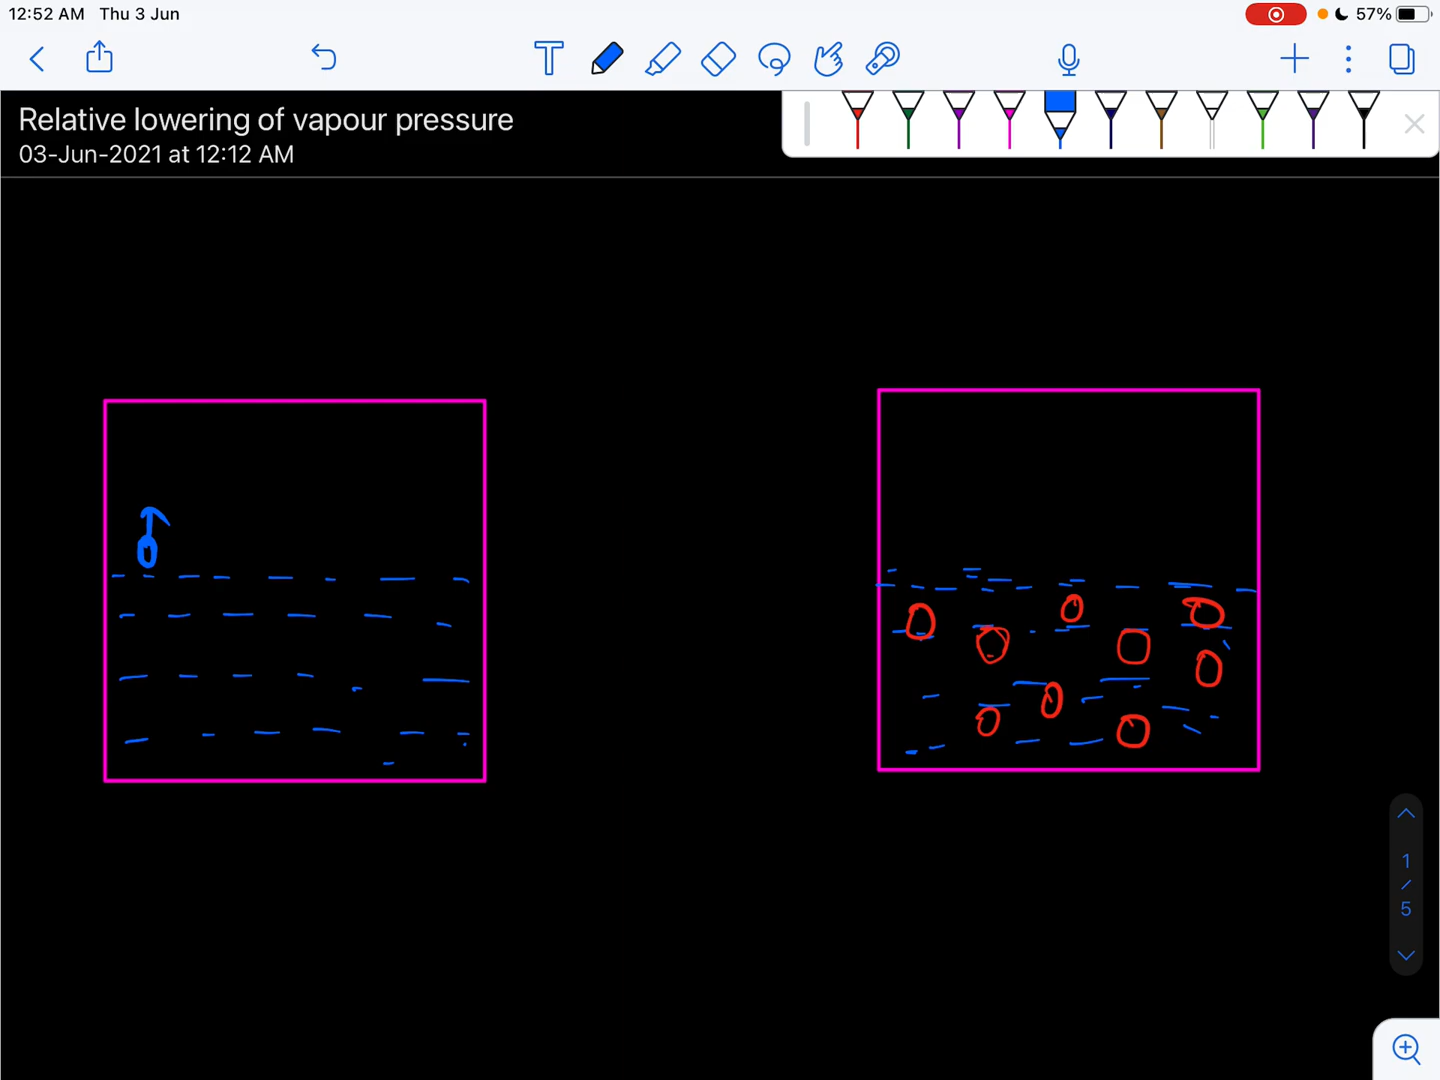 12:52 AM Thu 3 Jun
57%
T
Relative lowering of vapour pressure
03-Jun-2021 at 12:12 AM
1
/
5